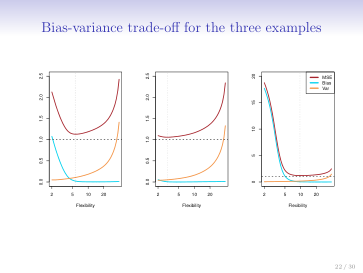 Bias-variance trade-off for the three examples
2.5
2.0
1.5
1.0
0.5
0.0
2 5 10 20
Flexibility
2.5
2.0
1.5
1.0
0.5
0.0
2 5 10 20
Flexibility
20
15
10
5
0
2 5 10 20
Flexibility
MSE
Bias
Var
22 / 30